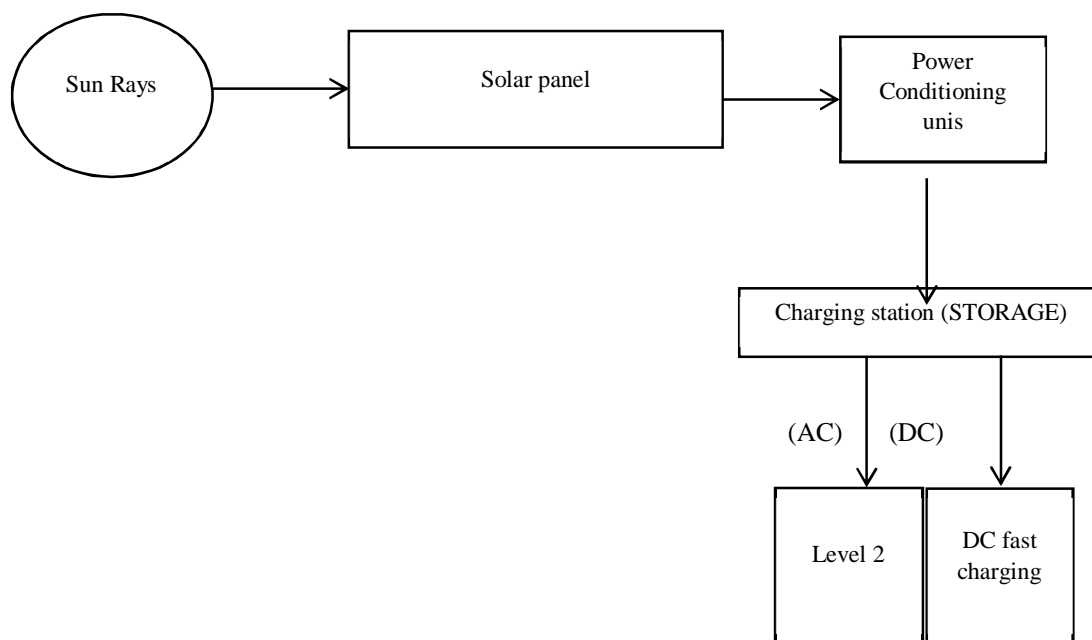 Sun Rays
Solar panel
Power
Conditioning
unis
Charging station (STORAGE)
(AC)
(DC)
Level 2
DC fast
charging